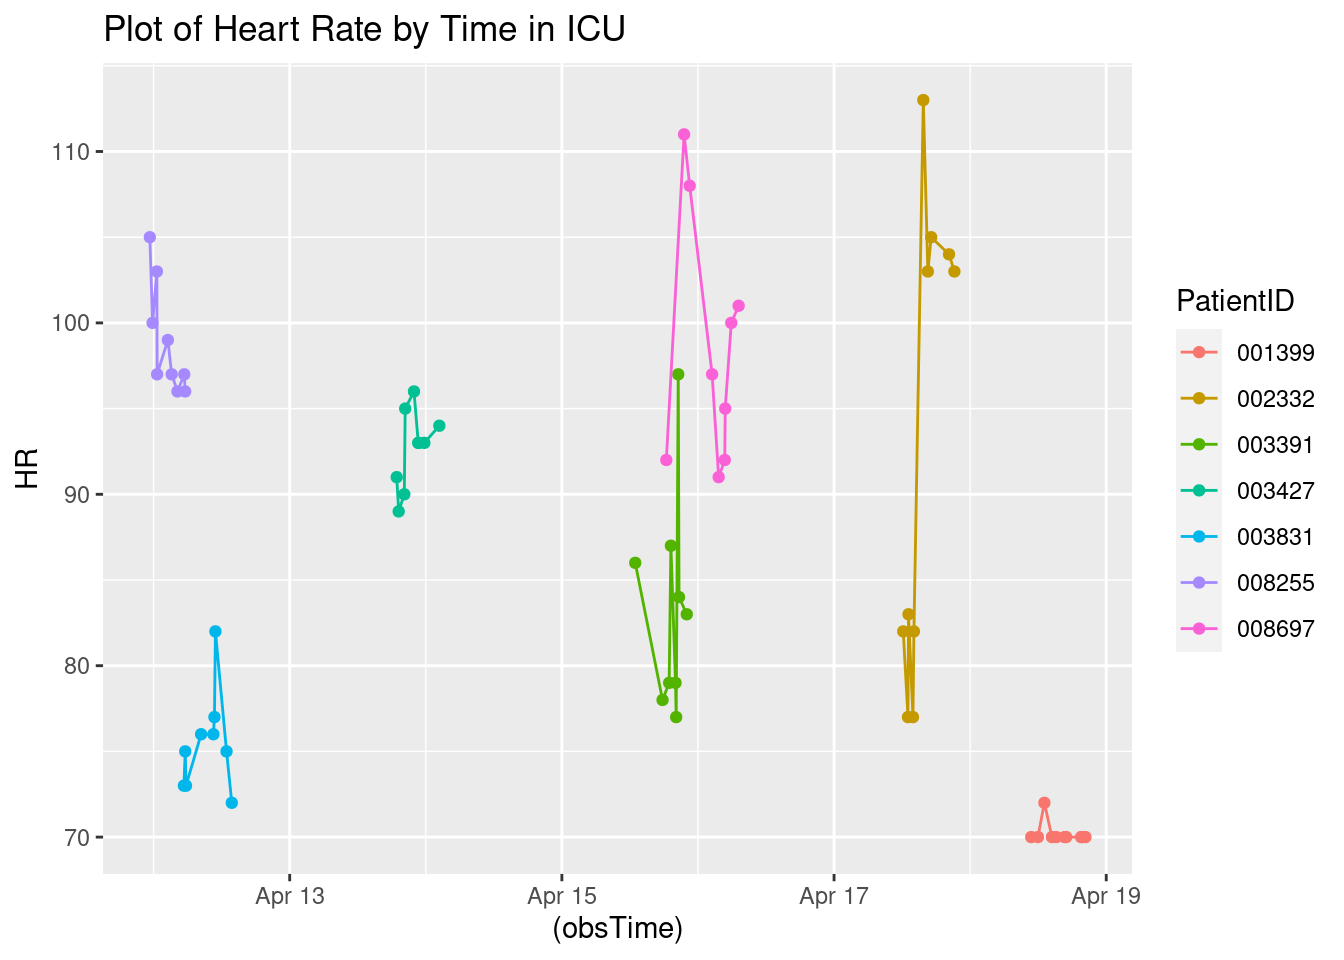 Plot of Heart Rate by Time in ICU
110
100
90
80
70
HR
Apr 13
Apr 15
Apr 17
Apr 19
(obsTime)
PatientID
001399
002332
003391
003427
003831
008255
008697